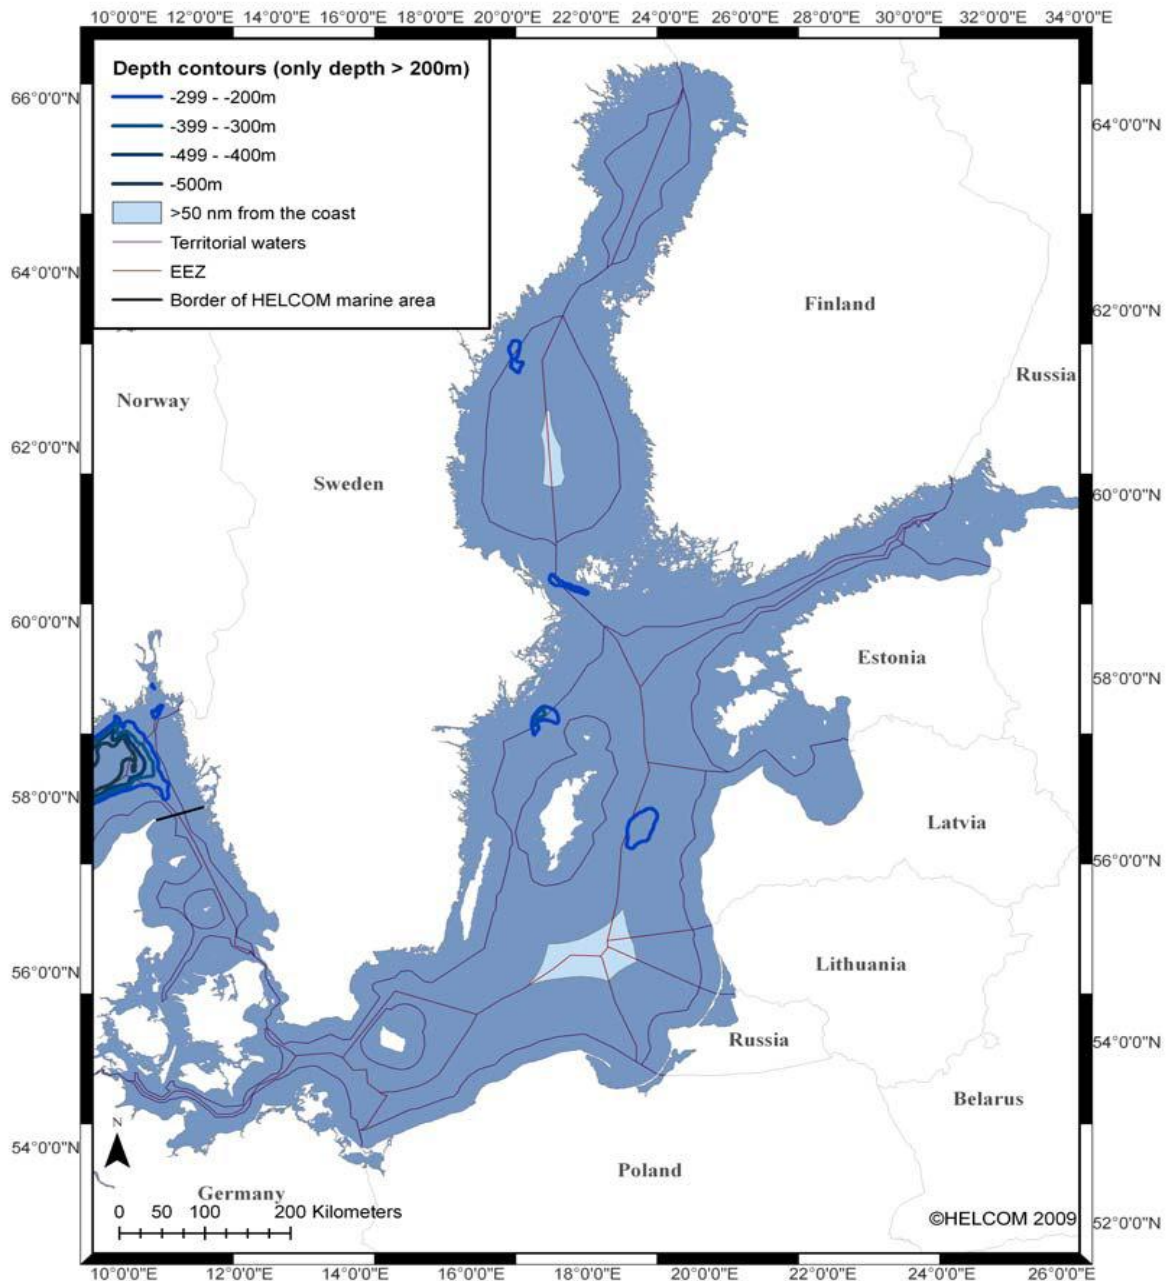 10°0'0"E 12°0'0"E 14°0'0"E 16°0'0"E 18°0'0"E 20°0'0"E 22°0'0"E 24°0'0"E 26°0'0"E 28°0'0"E 30°0'0"E 32°0'0"E 34°0'0"E
Depth contours (only depth > 200m)
-299 - -200m
-399 - -300m
-499 - -400m
-500m
>50 nm from the coast
Territorial waters
EEZ
Border of HELCOM marine area
66°0'0"N
64°0'0"N
64°0'0"N
Finland
62°0'0"N
Russia
Norway
62°0'0"N
Sweden
60°0'0"N
60°0'0"N
Estonia
58°0'0"N
58°0'0"N
Latvia
56°0'0"N
56°0'0"N
Lithuania
Russia
54°0'0"N
Belarus
N
54°0'0"N
Poland
Germany
0 50 100 200 Kilometers
©HELCOM 2009
52°0'0"N
10°0'0"E 12°0'0"E 14°0'0"E 16°0'0"E 18°0'0"E 20°0'0"E 22°0'0"E 24°0'0"E 26°0'0"E